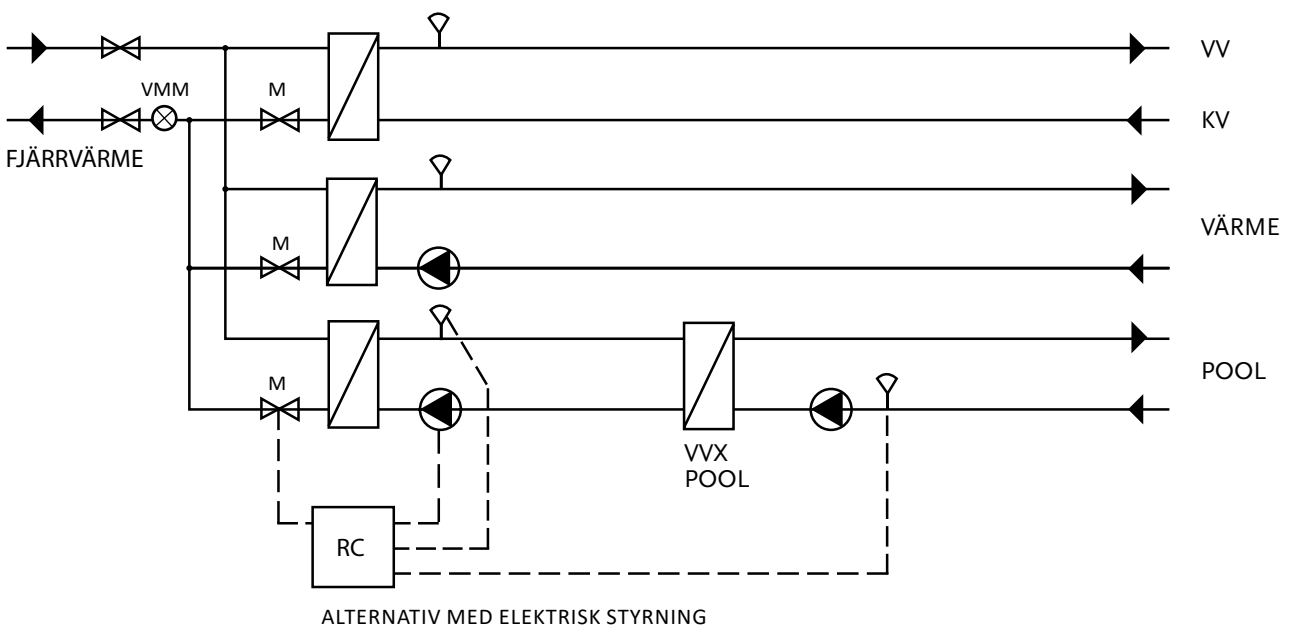 VV
VMM
M
KV
FJÄRRVÄRME
M
VÄRME
M
POOL
VVX
POOL
RC
ALTERNATIV MED ELEKTRISK STYRNING